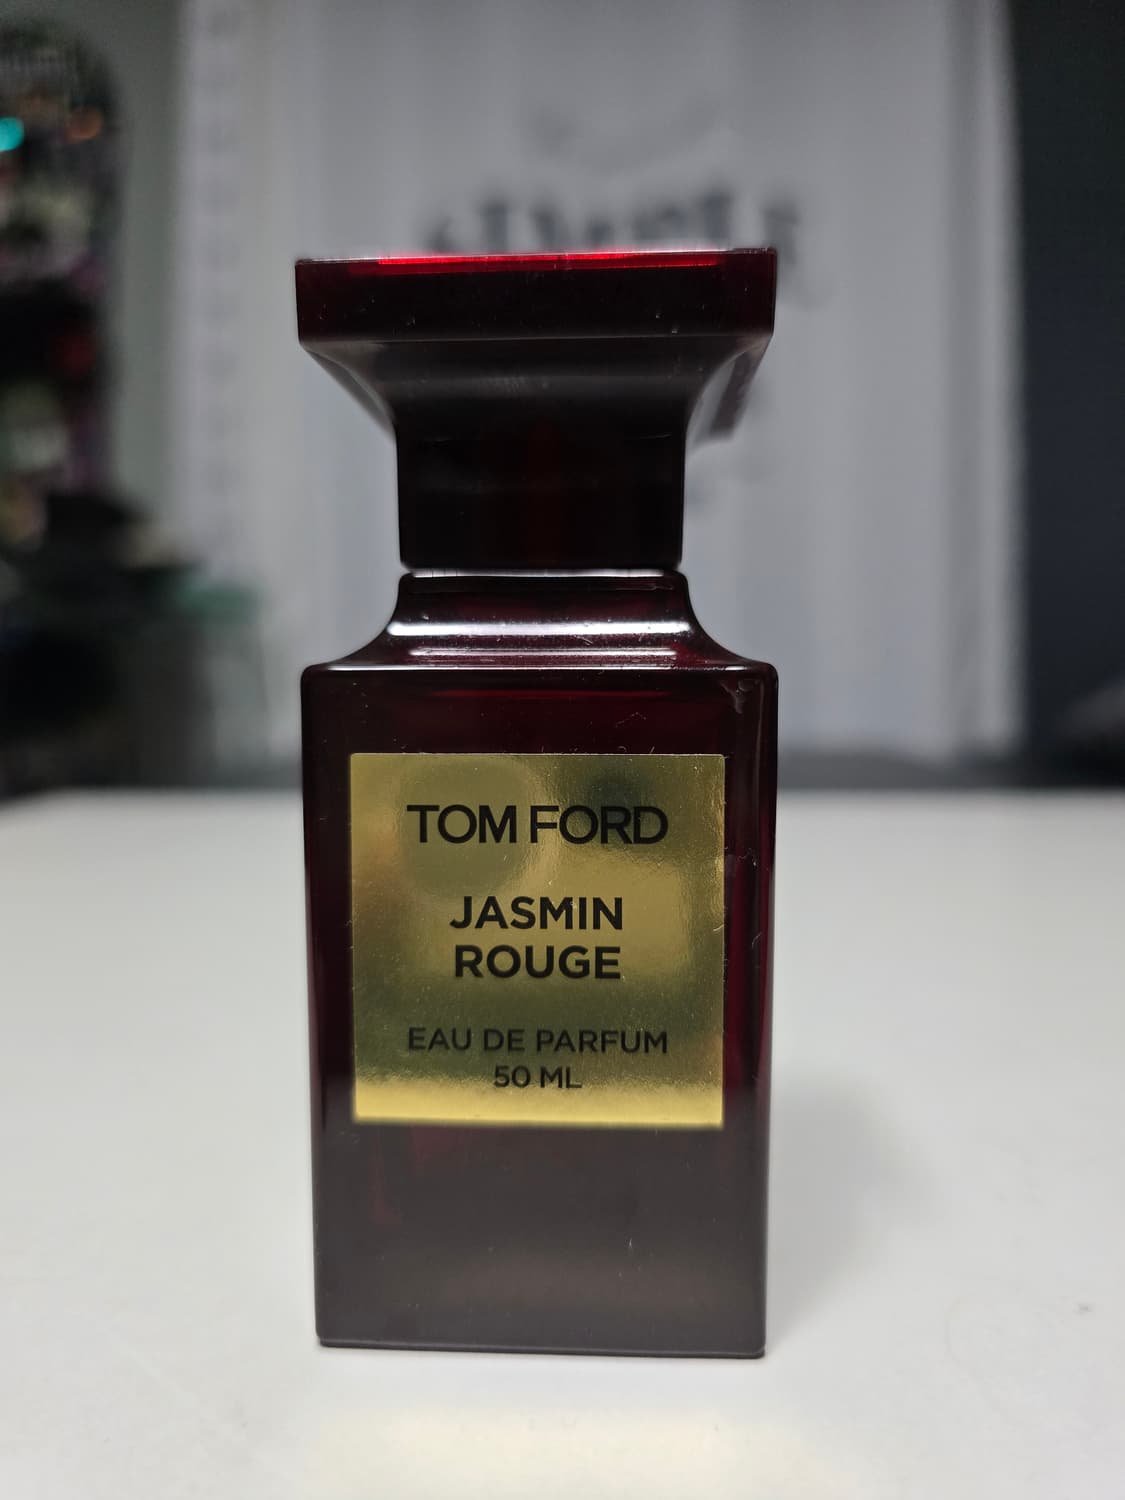 TOM FORD
JASMIN
ROUGE
EAU DE PARFUM
50 ML